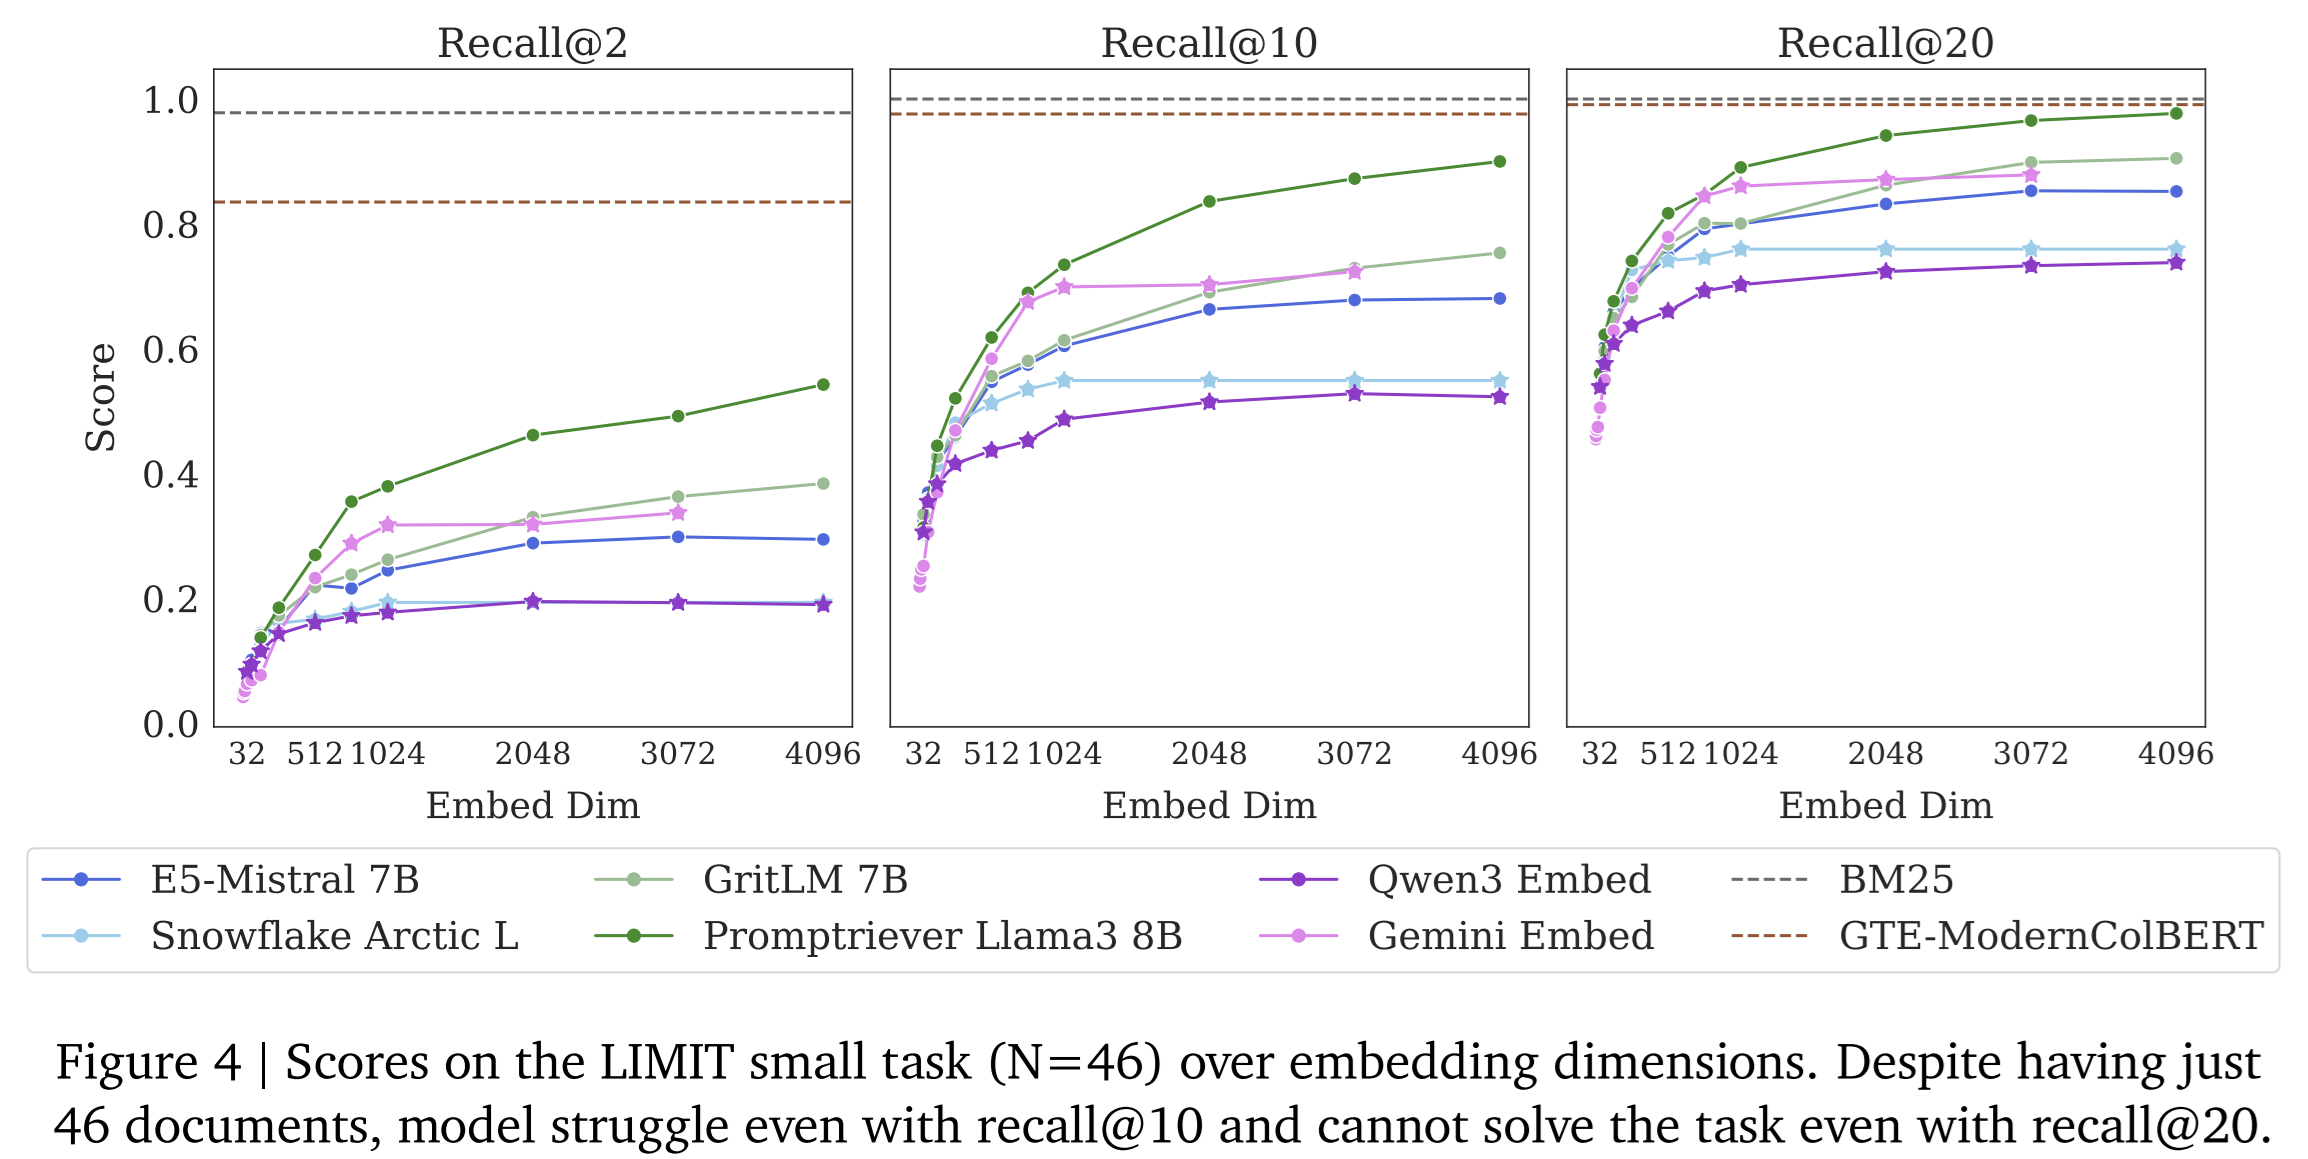 Recall@2 Recall@10 Recall@20
1.0
0.8
0.6
0.4
0.2
0.0
Score
32 512 1024 2048 3072 4096 32 512 1024 2048 3072 4096 32 512 1024 2048 3072 4096
Embed Dim Embed Dim Embed Dim
E5-Mistral 7B GritLM 7B Qwen3 Embed BM25
Snowflake Arctic L Promptriever Llama3 8B Gemini Embed GTE-ModernColBERT
Figure 4 | Scores on the LIMIT small task (N=46) over embedding dimensions. Despite having just
46 documents, model struggle even with recall@10 and cannot solve the task even with recall@20.